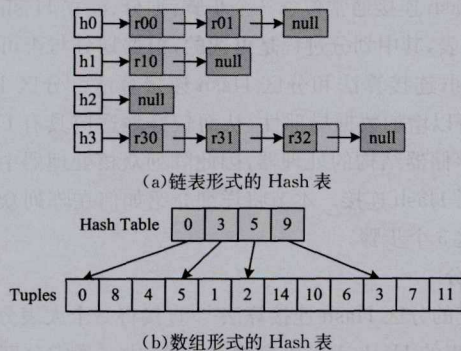 h0 r00 r01 null
h1 r10 null
h2 null
h3 r30 r31 r32 null
(a)链表形式的 Hash 表
Hash Table 0 3 5 9
Tuples 0 8 4 5 1 2 14 10 6 3 7 11
(b)数组形式的 Hash 表